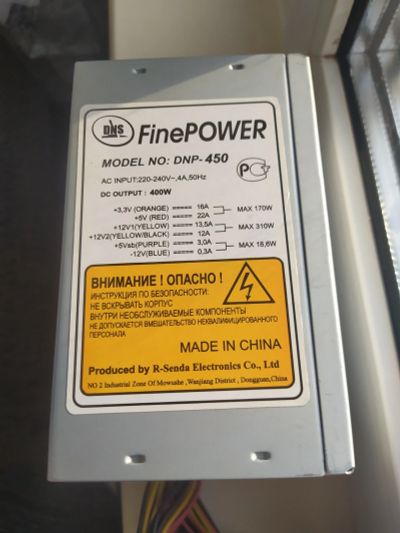 DNS
FinePOWER
MODEL NO: DNP-450
AC INPUT:220-240V~,4A,50Hz
DC OUTPUT : 400W
+3,3V (ORANGE) ===== 16A
+5V (RED) ===== 22A
MAX 170W
+12V1(YELLOW) ===== 13,5A
+12V2(YELLOW/BLACK) ===== 12A
MAX 310W
+5Vsb(PURPLE) ===== 3,0A
-12V(BLUE) ===== 0,3A
MAX 18,6W
ВНИМАНИЕ ! ОПАСНО !
ИНСТРУКЦИЯ ПО БЕЗОПАСНОСТИ:
НЕ ВСКРЫВАТЬ КОРПУС
ВНУТРИ НЕОБСЛУЖИВАЕМЫЕ КОМПОНЕНТЫ
НЕ ДОПУСКАЕТСЯ ВМЕШАТЕЛЬСТВО НЕКВАЛИФИЦИРОВАННОГО
ПЕРСОНАЛА
MADE IN CHINA
Produced by R-Senda Electronics Co., Ltd
NO 2 Industrial Zone Of Mowushe, Wanjiang District , Dongguan,China